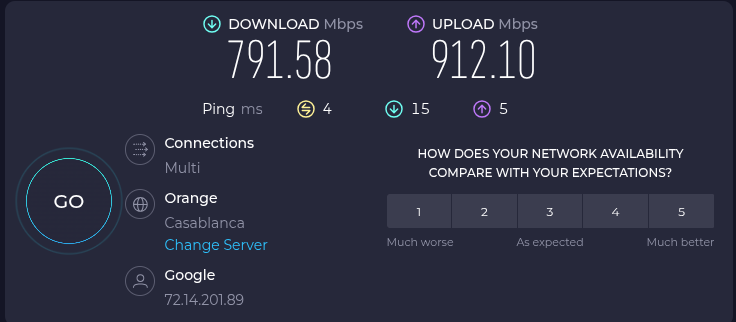 DOWNLOAD Mbps
UPLOAD Mbps
791.58
912.10
Ping ms 4 15 5
GO
Connections
Multi
Orange
Casablanca
Change Server
Google
72.14.201.89
HOW DOES YOUR NETWORK AVAILABILITY
COMPARE WITH YOUR EXPECTATIONS?
1 2 3 4 5
Much worse As expected Much better